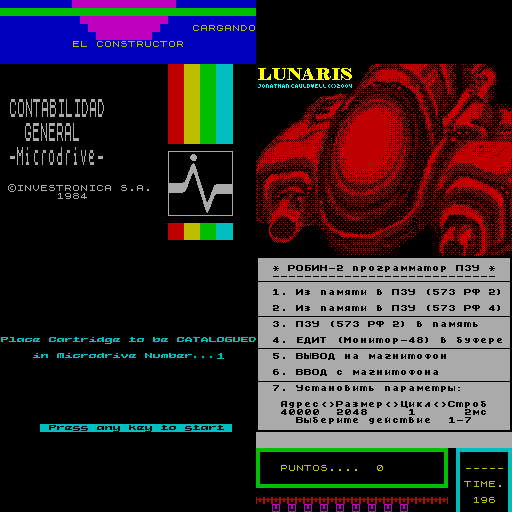 CARGANDO
EL CONSTRUCTOR
CONTABILIDAD
GENERAL
-Microdrive-
©INVESTRONICA S.A.
1984
LUNARIS
JONATHAN CAULDWELL (C)2004
* РОБИН-2 программатор ПЗУ *
1. Из памяти в ПЗУ (573 РФ 2)
2. Из памяти в ПЗУ (573 РФ 4)
3. ПЗУ (573 РФ 2) в память
4. ЕДИТ (Монитор-48) в буфере
5. ВЫВОД на магнитофон
6. ВВОД с магнитофона
7. Установить параметры:
Адрес<>Размер<>Цикл<>Строб
40000 2048 1 2мс
Выберите действие 1-7
Place Cartridge to be CATALOGUED
in Microdrive Number...1
Press any key to start
PUNTOS.... 0
-----
TIME.
196